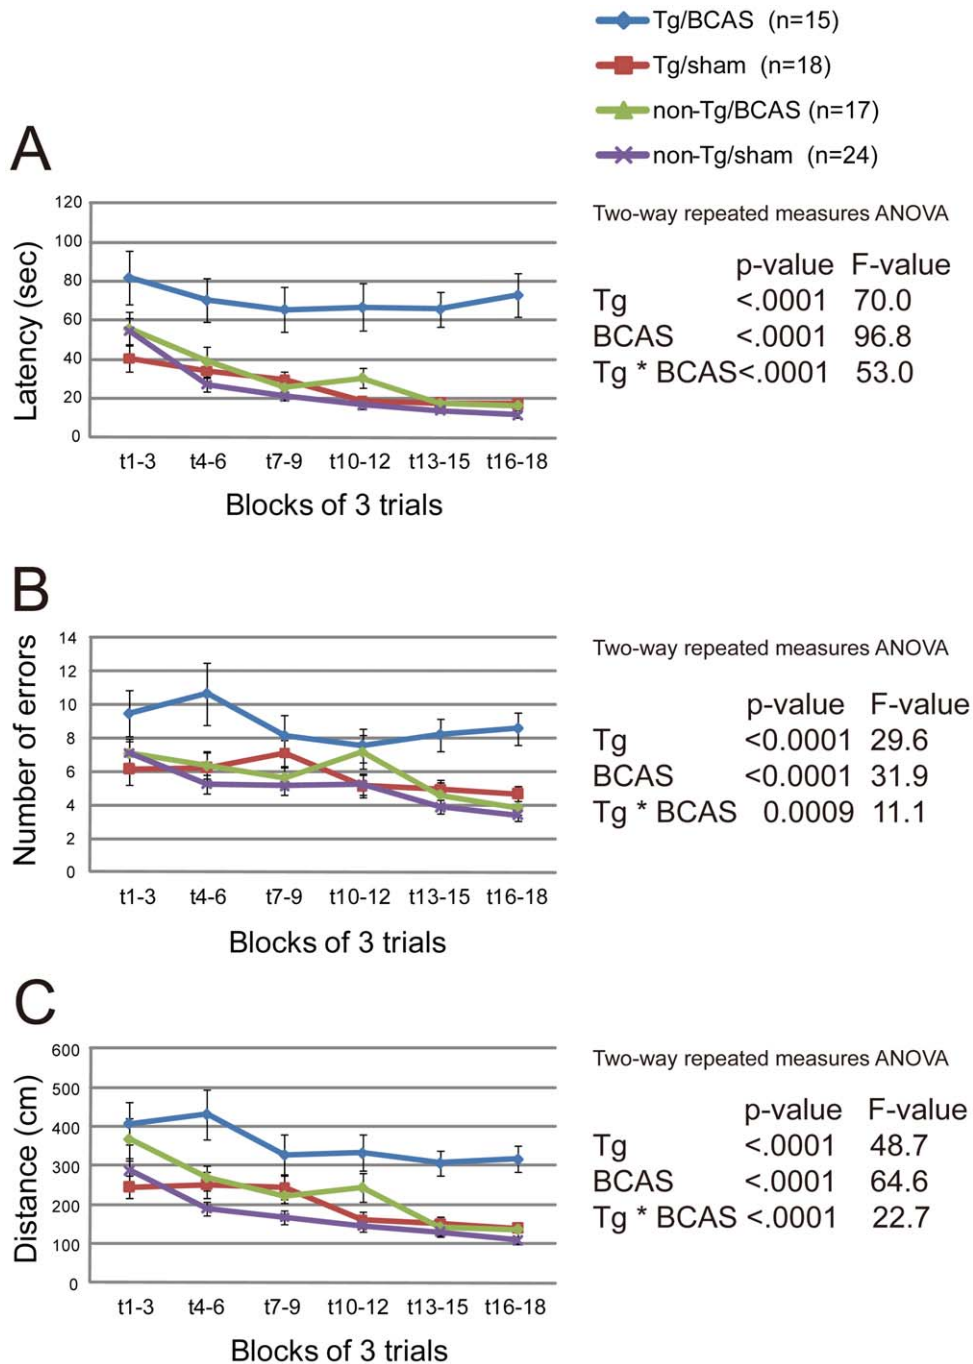 Tg/BCAS (n=15)
Tg/sham (n=18)
non-Tg/BCAS (n=17)
non-Tg/sham (n=24)
A
Latency (sec)
120
100
80
60
40
20
0
t1-3 t4-6 t7-9 t10-12 t13-15 t16-18
Blocks of 3 trials
Two-way repeated measures ANOVA
p-value F-value
Tg <.0001 70.0
BCAS <.0001 96.8
Tg * BCAS<.0001 53.0
B
Number of errors
14
12
10
8
6
4
2
0
t1-3 t4-6 t7-9 t10-12 t13-15 t16-18
Blocks of 3 trials
Two-way repeated measures ANOVA
p-value F-value
Tg <0.0001 29.6
BCAS <0.0001 31.9
Tg * BCAS 0.0009 11.1
C
Distance (cm)
600
500
400
300
200
100
0
t1-3 t4-6 t7-9 t10-12 t13-15 t16-18
Blocks of 3 trials
Two-way repeated measures ANOVA
p-value F-value
Tg <.0001 48.7
BCAS <.0001 64.6
Tg * BCAS <.0001 22.7